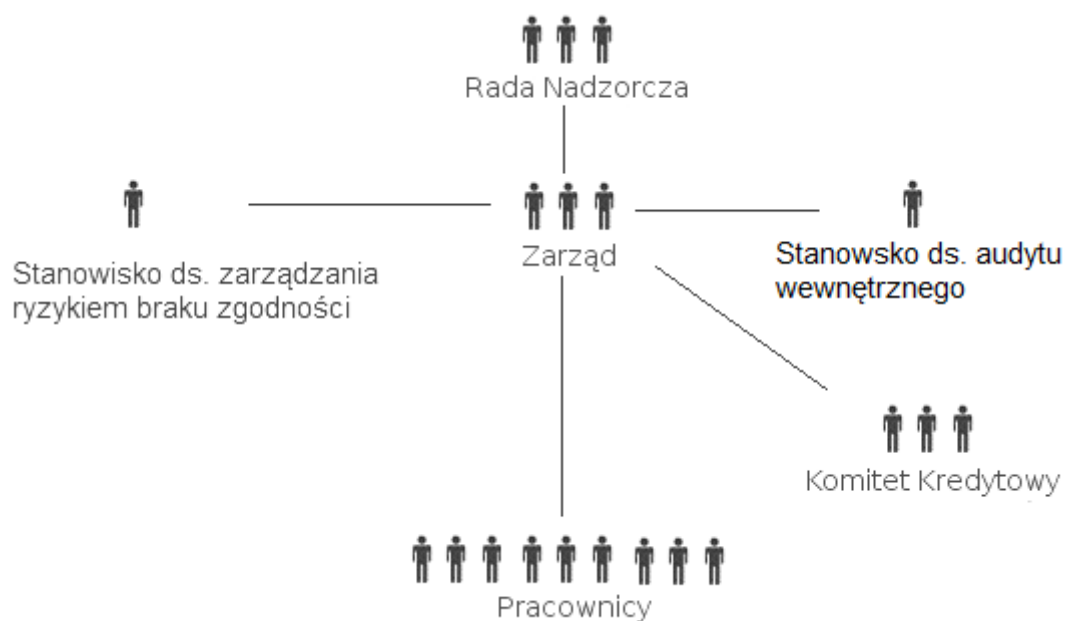 Rada Nadzorcza
Zarząd
Stanowisko ds. zarządzania
ryzykiem braku zgodności
Stanowsko ds. audytu
wewnętrznego
Komitet Kredytowy
Pracownicy